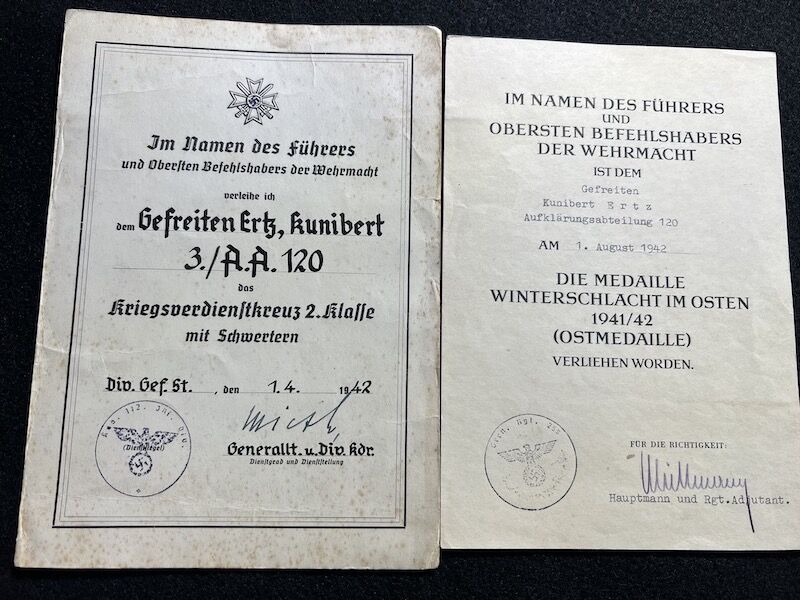 Im Namen des Führers
und Obersten Befehlshabers der Wehrmacht
verleihe ich
dem Gefreiten Ertz, Kunibert
3./A.A. 120
das
Kriegsverdienstkreuz 2. Klasse
mit Schwertern
Div. Gef. St. , den 1.4. 1942
(Dienstsiegel)
Generallt. u. Div. Kdr.
Dienstgrad und Dienststellung
IM NAMEN DES FÜHRERS
UND
OBERSTEN BEFEHLSHABERS
DER WEHRMACHT
IST DEM
Gefreiten
Kunibert Ertz
Aufklärungsabteilung 120
AM 1. August 1942
DIE MEDAILLE
WINTERSCHLACHT IM OSTEN
1941/42
(OSTMEDAILLE)
VERLIEHEN WORDEN.
FÜR DIE RICHTIGKEIT:
Hauptmann und Rgt.Adjutant.